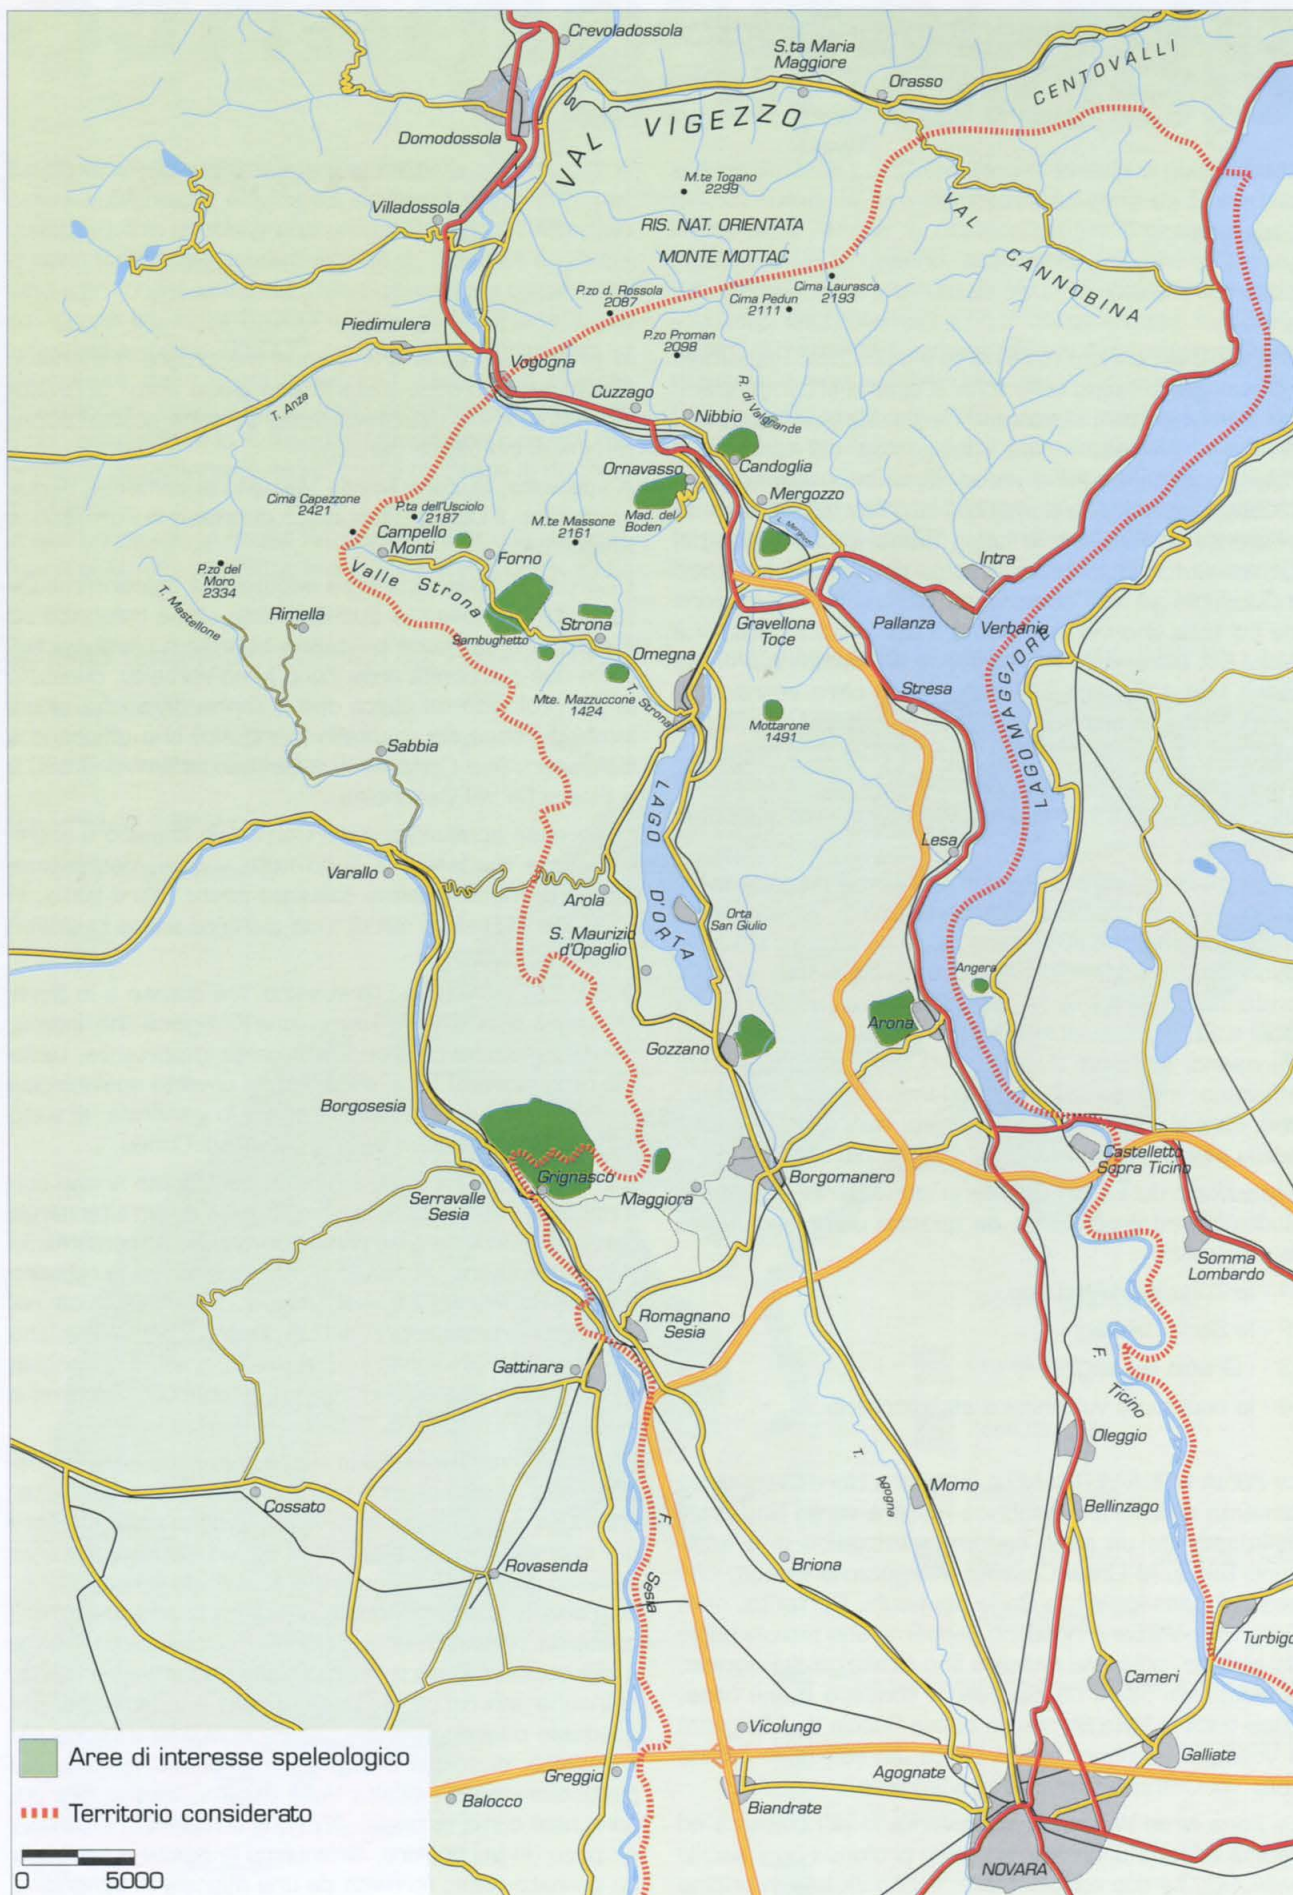 Crevoladossola
S.ta Maria
Maggiore
Orasso
CENTOVALLI
Domodossola
VAL VIGEZZO
M.te Togano
2299
Villadossola
RIS. NAT. ORIENTATA
MONTE MOTTAC
VAL CANNOBINA
P.zo d. Rossola
2087
Cima Pedun
2111
Cima Laurasca
2193
Piedimulera
P.zo Proman
2098
Vogogna
T. Anza
Cuzzago
Nibbio
R. di Valgrande
Candoglia
Ornavasso
Mergozzo
Cima Capezzone
2421
P.ta dell'Usciolo
2187
M.te Massone
2161
Mad. del
Boden
L. Mergozzo
Campello
Monti
Forno
Intra
P.zo del
Moro
2334
Valle Strona
T. Mastellone
Rimella
Sambughetto
Strona
Omegna
Gravellona
Toce
Pallanza
Verbania
Mte. Mazzuccone
1424
T. Strona
Stresa
LAGO MAGGIORE
Mottarone
1491
Sabbia
LAGO D'ORTA
Lesa
Varallo
Arola
Orta
San Giulio
S. Maurizio
d'Opaglio
Angera
Arona
Gozzano
Borgosesia
Castelletto
Sopra Ticino
Grignasco
Serravalle
Sesia
Maggiora
Borgomanero
Somma
Lombardo
Romagnano
Sesia
Gattinara
F. Ticino
Oleggio
T. Agogna
Momo
Cossato
Bellinzago
F. Sesia
Rovasenda
Briona
Turbigo
Cameri
Vicolungo
Galliate
Greggio
Agognate
Balocco
Biandrate
NOVARA
Aree di interesse speleologico
Territorio considerato
0 5000